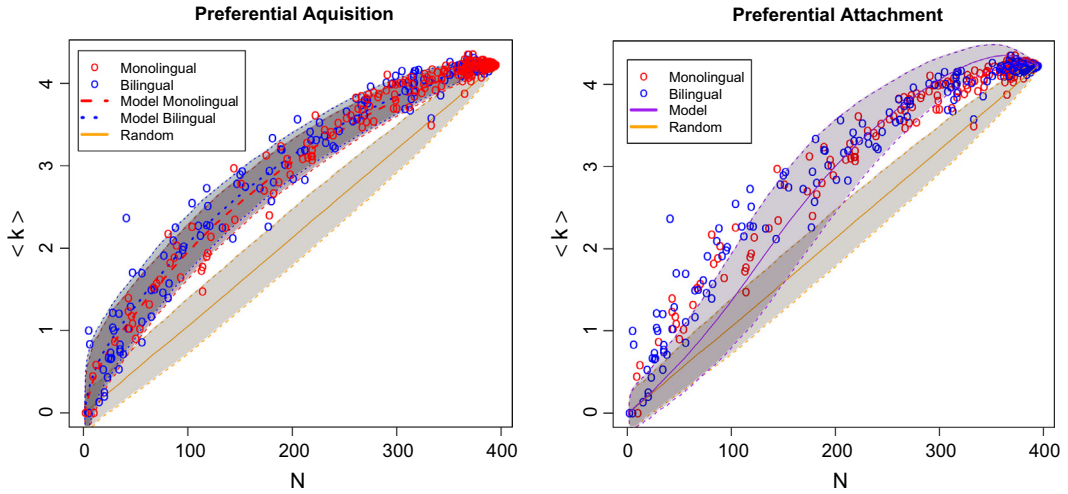 Preferential Aquisition
Monolingual
Bilingual
Model Monolingual
Model Bilingual
Random
< k >
4
3
2
1
0
0
100
200
300
400
N
Preferential Attachment
Monolingual
Bilingual
Model
Random
< k >
4
3
2
1
0
0
100
200
300
400
N